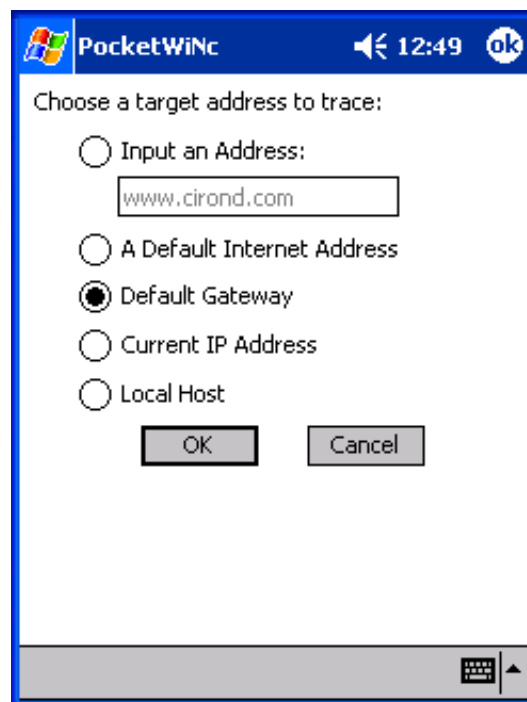 PocketWiNc 12:49 ok
Choose a target address to trace:
Input an Address:
www.cirond.com
A Default Internet Address
Default Gateway
Current IP Address
Local Host
OK Cancel